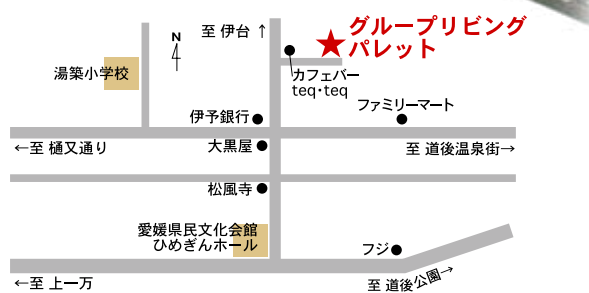 グループリビング
パレット
N
至 伊台 ↑
湯築小学校
カフェバー
teq・teq
ファミリーマート
伊予銀行
←至 樋又通り
大黒屋
至 道後温泉街→
松風寺
愛媛県民文化会館
ひめぎんホール
フジ
←至 上一万
至 道後公園→